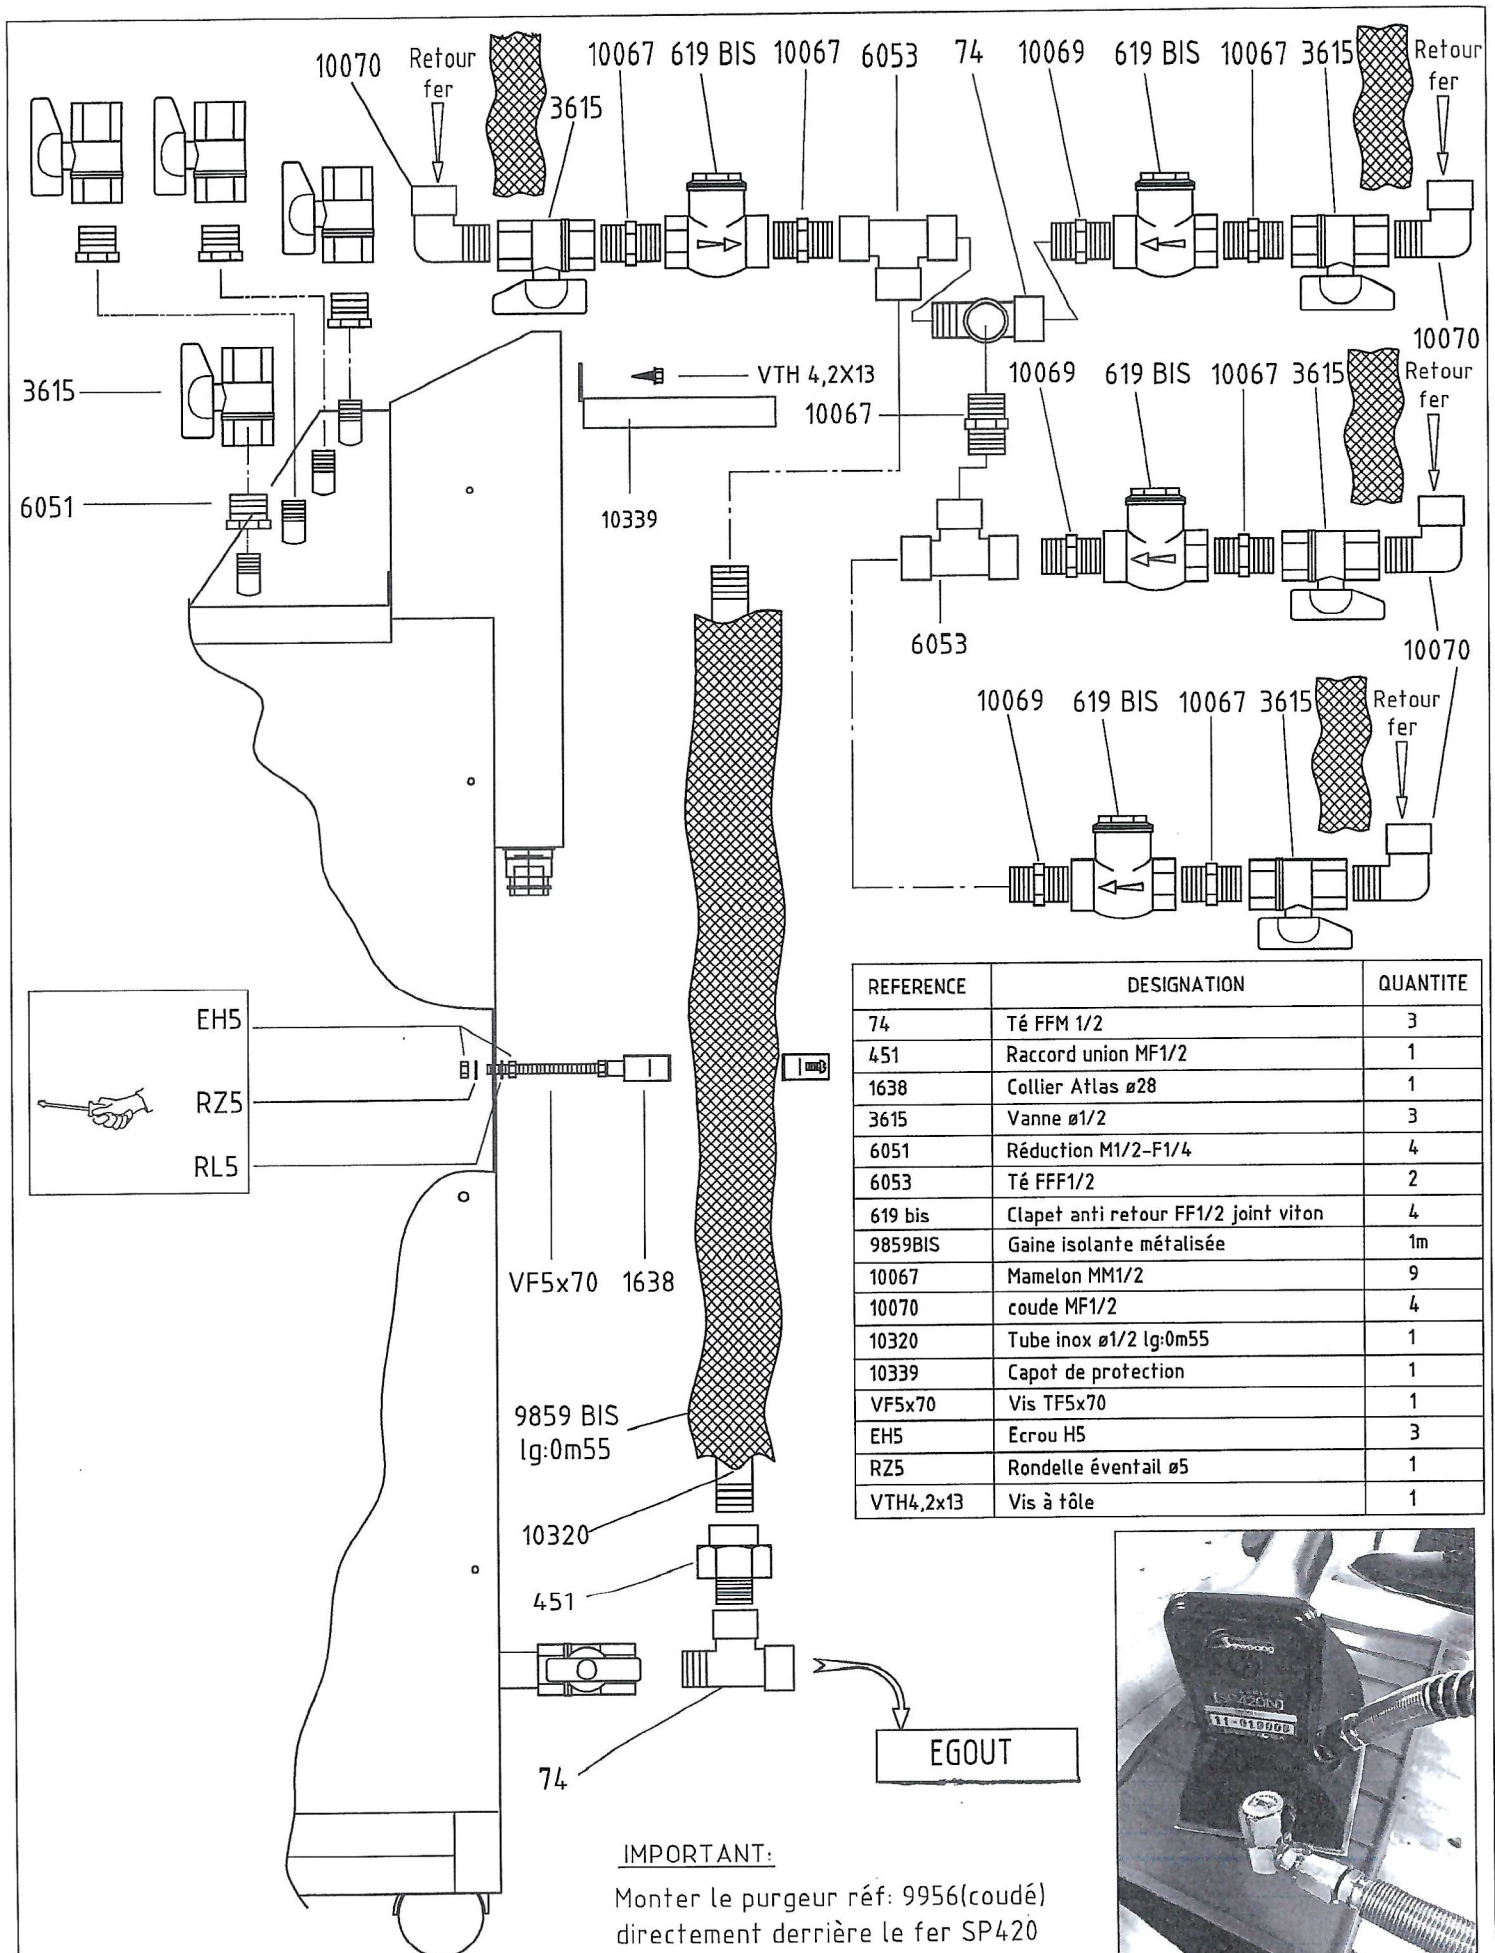 10070
Retour
fer
3615
10067
619 BIS
10067
6053
74
10069
619 BIS
10067
3615
Retour
fer
10070
3615
6051
VTH 4,2X13
10339
10067
10069
619 BIS
10067
3615
Retour
fer
6053
10070
10069
619 BIS
10067
3615
Retour
fer
EH5
RZ5
RL5
VF5x70
1638
9859 BIS
lg:0m55
10320
451
74
EGOUT
REFERENCE DESIGNATION QUANTITE
74 Té FFM 1/2 3
451 Raccord union MF1/2 1
1638 Collier Atlas ø28 1
3615 Vanne ø1/2 3
6051 Réduction M1/2-F1/4 4
6053 Té FFF1/2 2
619 bis Clapet anti retour FF1/2 joint viton 4
9859BIS Gaine isolante métalisée 1m
10067 Mamelon MM1/2 9
10070 coude MF1/2 4
10320 Tube inox ø1/2 lg:0m55 1
10339 Capot de protection 1
VF5x70 Vis TF5x70 1
EH5 Ecrou H5 3
RZ5 Rondelle éventail ø5 1
VTH4,2x13 Vis à tôle 1
IMPORTANT:
Monter le purgeur réf: 9956(coudé)
directement derrière le fer SP420